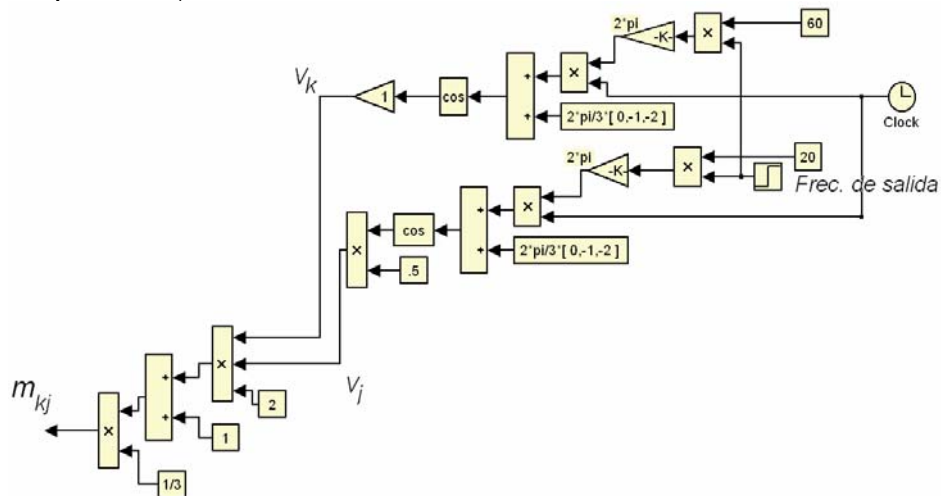 60
2*pi
-K-
×
×
+
+
cos
1
V_k
2*pi/3*[ 0,-1,-2 ]
Clock
20
2*pi
-K-
×
Frec. de salida
×
+
+
cos
×
.5
2*pi/3*[ 0,-1,-2 ]
V_j
×
2
+
+
1
m_kj
×
1/3